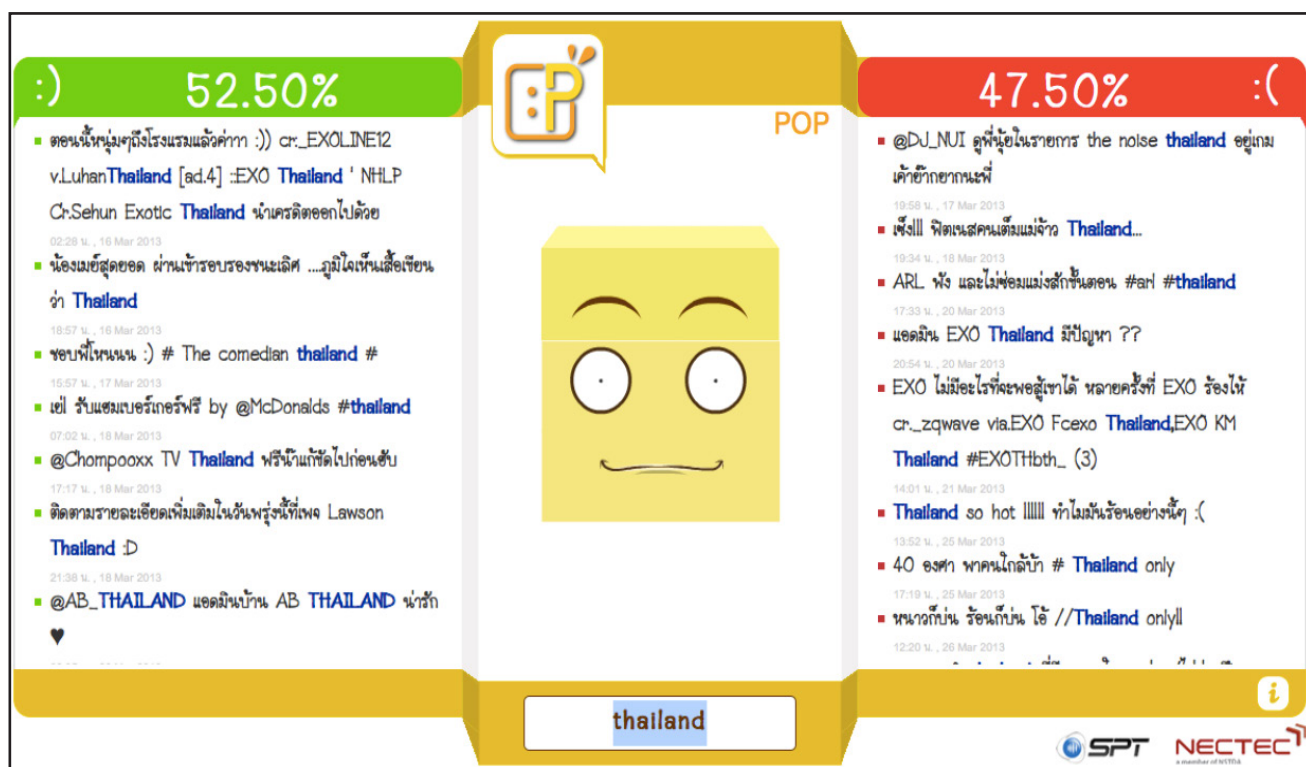 :) 52.50%
ตอนนี้หนุ่มๆถึงโรงแรมแล้วค่าาา :)) cr._EXOLINE12
v.LuhanThailand [ad.4] ::EXO Thailand ' NHLP
Cr.Sehun Exotic Thailand นำเครดิตออกไปด้วย
02:28 น. , 16 Mar 2013
น้องเมย์สุดยอด ผ่านเข้ารอบรองชนะเลิศ ....ภูมิใจเห็นเสื้อเขียน
ว่า Thailand
18:57 น. , 16 Mar 2013
ชอบพี่โหนนน :) # The comedian thailand #
15:57 น. , 17 Mar 2013
เย่! รับแฮมเบอร์เกอร์ฟรี by @McDonalds #thailand
07:02 น. , 18 Mar 2013
@Chompooxx TV Thailand ฟรีน๊าแก้ขัดไปก่อนฮับ
17:17 น. , 18 Mar 2013
ติดตามรายละเอียดเพิ่มเติมในวันพรุ่งนี้ที่เพจ Lawson
Thailand :D
21:38 น. , 18 Mar 2013
@AB_THAILAND แอดมินบ้าน AB THAILAND น่ารัก
♥
:P
POP
thailand
47.50% :(
@DJ_NUI ดูพี่นุ้ยในรายการ the noise thailand อยู่เกม
เค้าย๊ากยากนะพี่
19:58 น. , 17 Mar 2013
เซ็ง!!! ฟิตเนสคนเต็มแม่จ้าว Thailand...
19:34 น. , 18 Mar 2013
ARL พัง และไม่ซ่อมแม่งสักขั้นตอน #arl #thailand
17:33 น. , 20 Mar 2013
แอดมิน EXO Thailand มีปัญหา ??
20:54 น. , 20 Mar 2013
EXO ไม่มีอะไรที่จะพอสู้เขาได้ หลายครั้งที่ EXO ร้องไห้
cr._zqwave via.EXO Fcexo Thailand,EXO KM
Thailand #EXOTHbth_ (3)
14:01 น. , 21 Mar 2013
Thailand so hot !!!!!! ทำไมมันร้อนอย่างนี้ๆ :(
13:52 น. , 25 Mar 2013
40 องศา พาคนใกล้บ้า # Thailand only
17:19 น. , 25 Mar 2013
หนาวก็บ่น ร้อนก็บ่น โอ้ //Thailand only!!
12:20 น. , 26 Mar 2013
i
SPT
NECTEC
a member of NSTDA